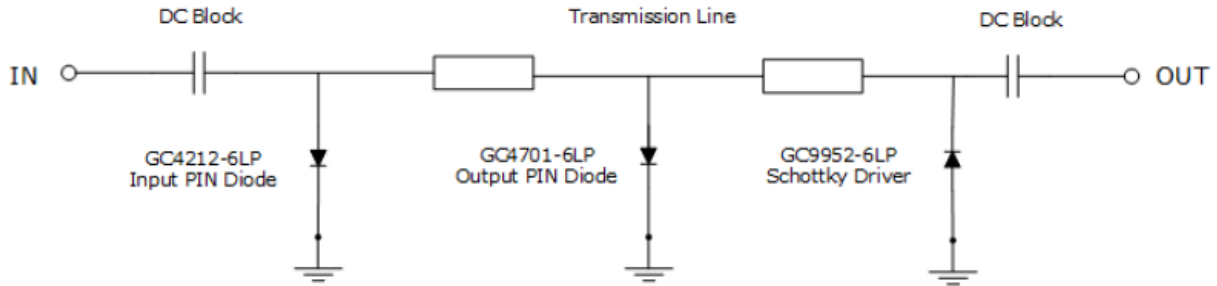 DC Block
Transmission Line
DC Block
IN
OUT
GC4212-6LP
Input PIN Diode
GC4701-6LP
Output PIN Diode
GC9952-6LP
Schottky Driver